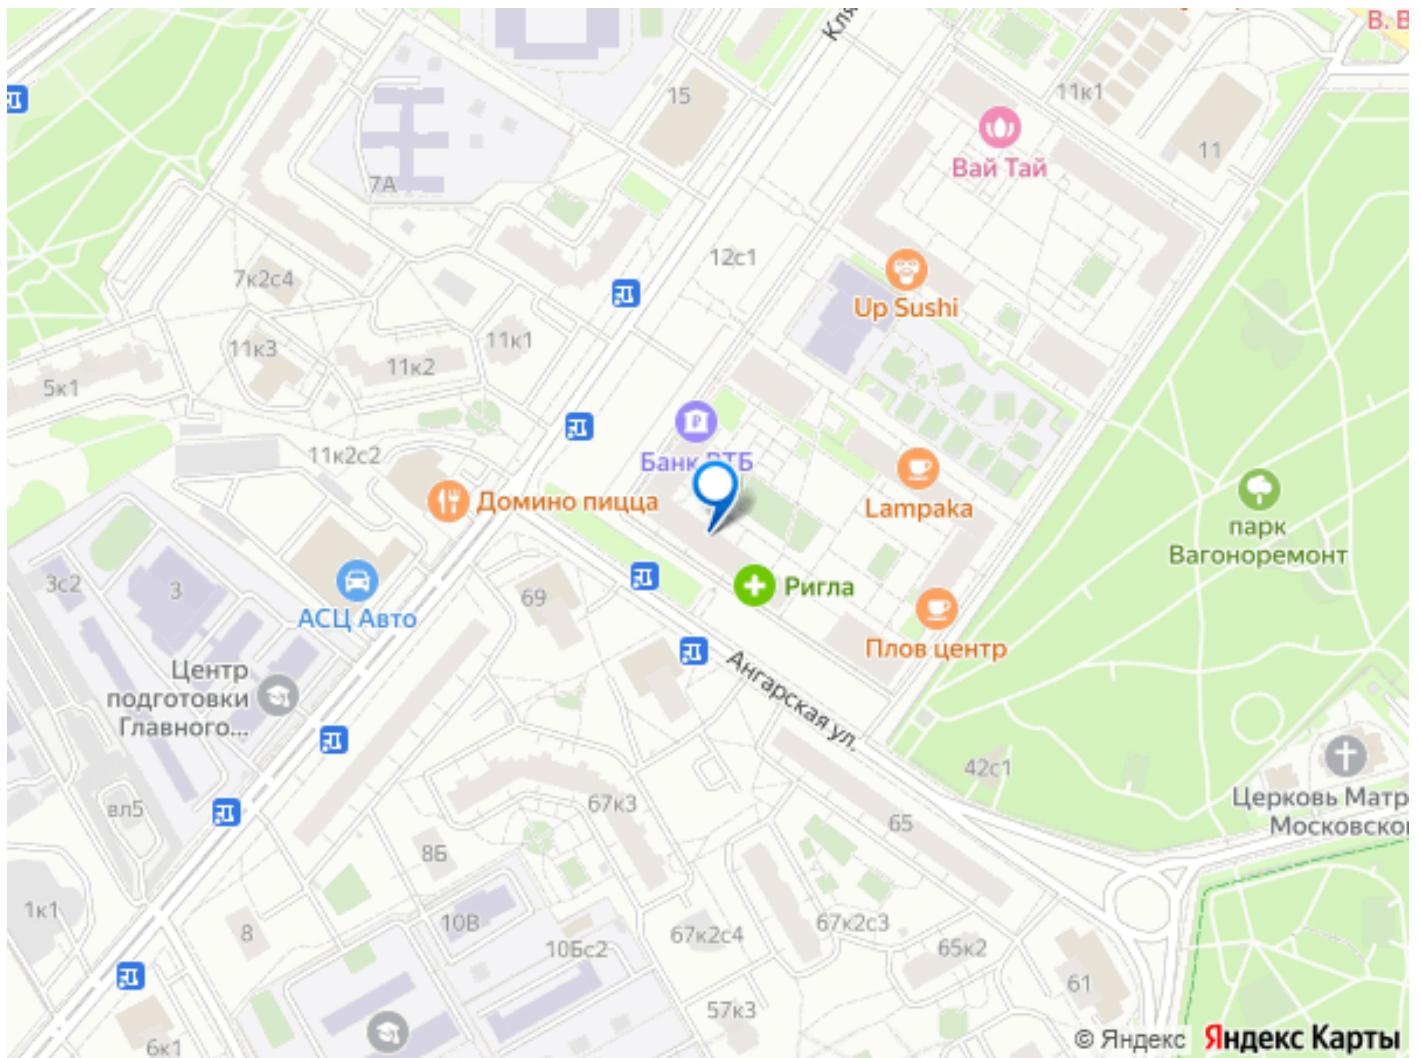 В. В
Кля
15
11к1
11
Вай Тай
7А
12с1
7к2с4
Up Sushi
11к1
11к3
11к2
5к1
Банк ВТБ
11к2с2
Домино пицца
Lampaka
парк
Вагоноремонт
3с2
3
69
Ригла
АСЦ Авто
Плов центр
Центр
подготовки
Главного...
Ангарская ул.
42с1
Церковь Матр
Московско
вл5
67к3
65
8Б
1к1
8
10В
10Бс2
67к2с4
67к2с3
65к2
61
57к3
6к1
© Яндекс Яндекс Карты